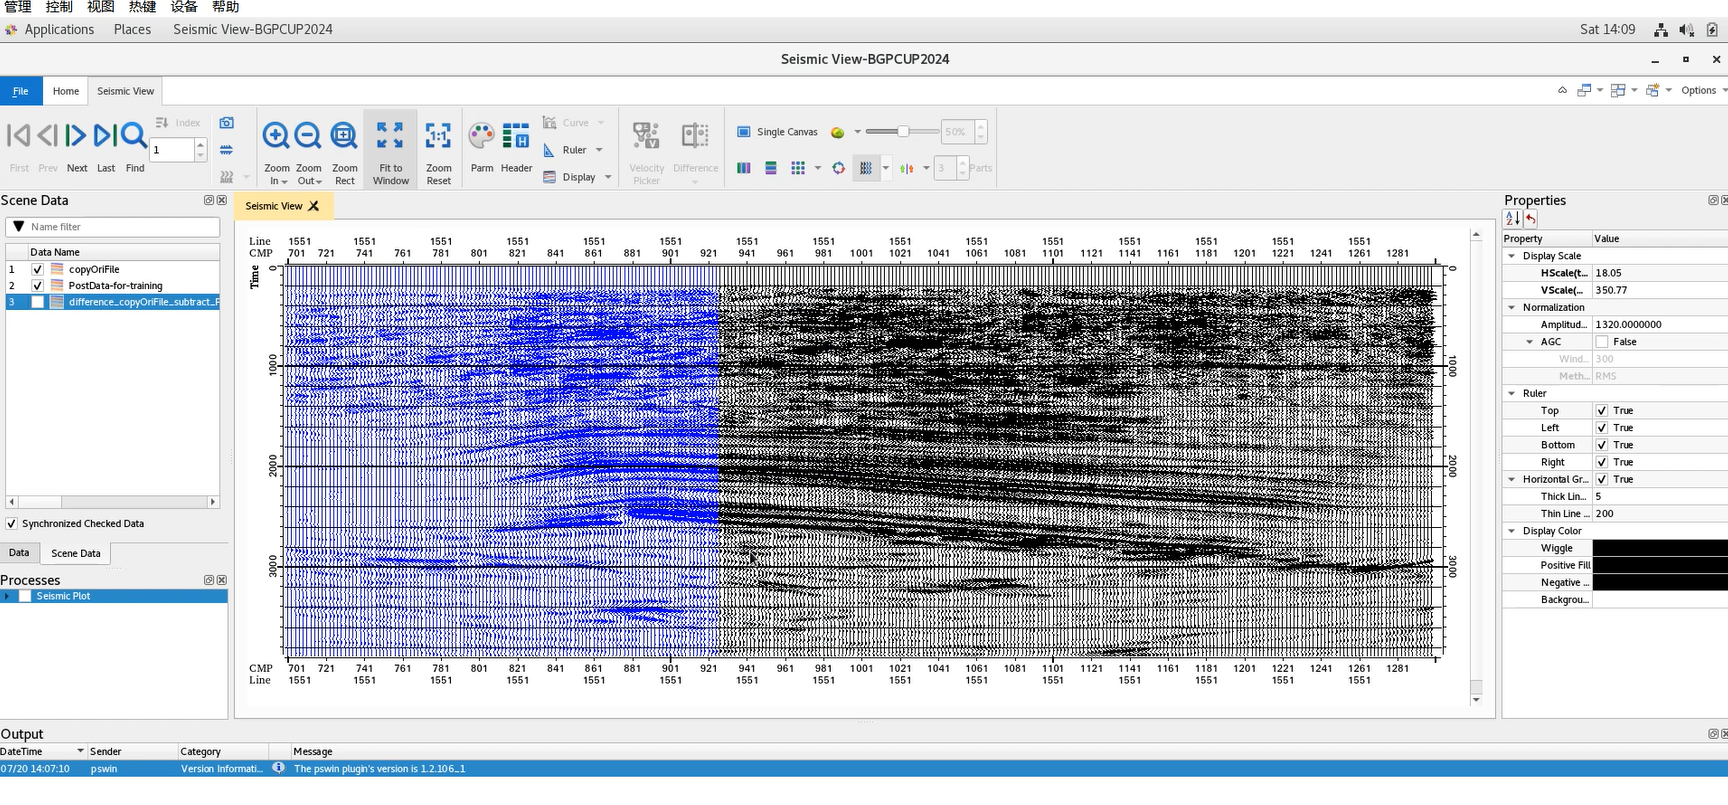 管理 控制 视图 热键 设备 帮助
Applications Places Seismic View-BGPCUP2024 Sat 14:09
Seismic View-BGPCUP2024
File Home Seismic View Options
Index Curve Single Canvas 50%
1 Ruler
First Prev Next Last Find Zoom In Zoom Out Zoom Rect Fit to Window Zoom Reset Parm Header Display Velocity Picker Difference 3 Parts
Scene Data
Name filter
Data Name
1 copyOriFile
2 PostData-for-training
3 difference_copyOriFile_subtract_P
Synchronized Checked Data
Data Scene Data
Processes
Seismic Plot
Seismic View
Line 1551 1551 1551 1551 1551 1551 1551 1551 1551 1551 1551 1551 1551 1551 1551
CMP 701 721 741 761 781 801 821 841 861 881 901 921 941 961 981 1001 1021 1041 1061 1081 1101 1121 1141 1161 1181 1201 1221 1241 1261 1281
Time
0 0
1000 1000
2000 2000
3000 3000
CMP 701 721 741 761 781 801 821 841 861 881 901 921 941 961 981 1001 1021 1041 1061 1081 1101 1121 1141 1161 1181 1201 1221 1241 1261 1281
Line 1551 1551 1551 1551 1551 1551 1551 1551 1551 1551 1551 1551 1551 1551 1551
Properties
Property Value
Display Scale
HScale(t... 18.05
VScale(... 350.77
Normalization
Amplitud... 1320.0000000
AGC False
Wind... 300
Meth... RMS
Ruler
Top True
Left True
Bottom True
Right True
Horizontal Gr... True
Thick Lin... 5
Thin Line ... 200
Display Color
Wiggle
Positive Fill
Negative ...
Backgrou...
Output
DateTime Sender Category Message
07/20 14:07:10 pswin Version Informati... The pswin plugin's version is 1.2.106_1